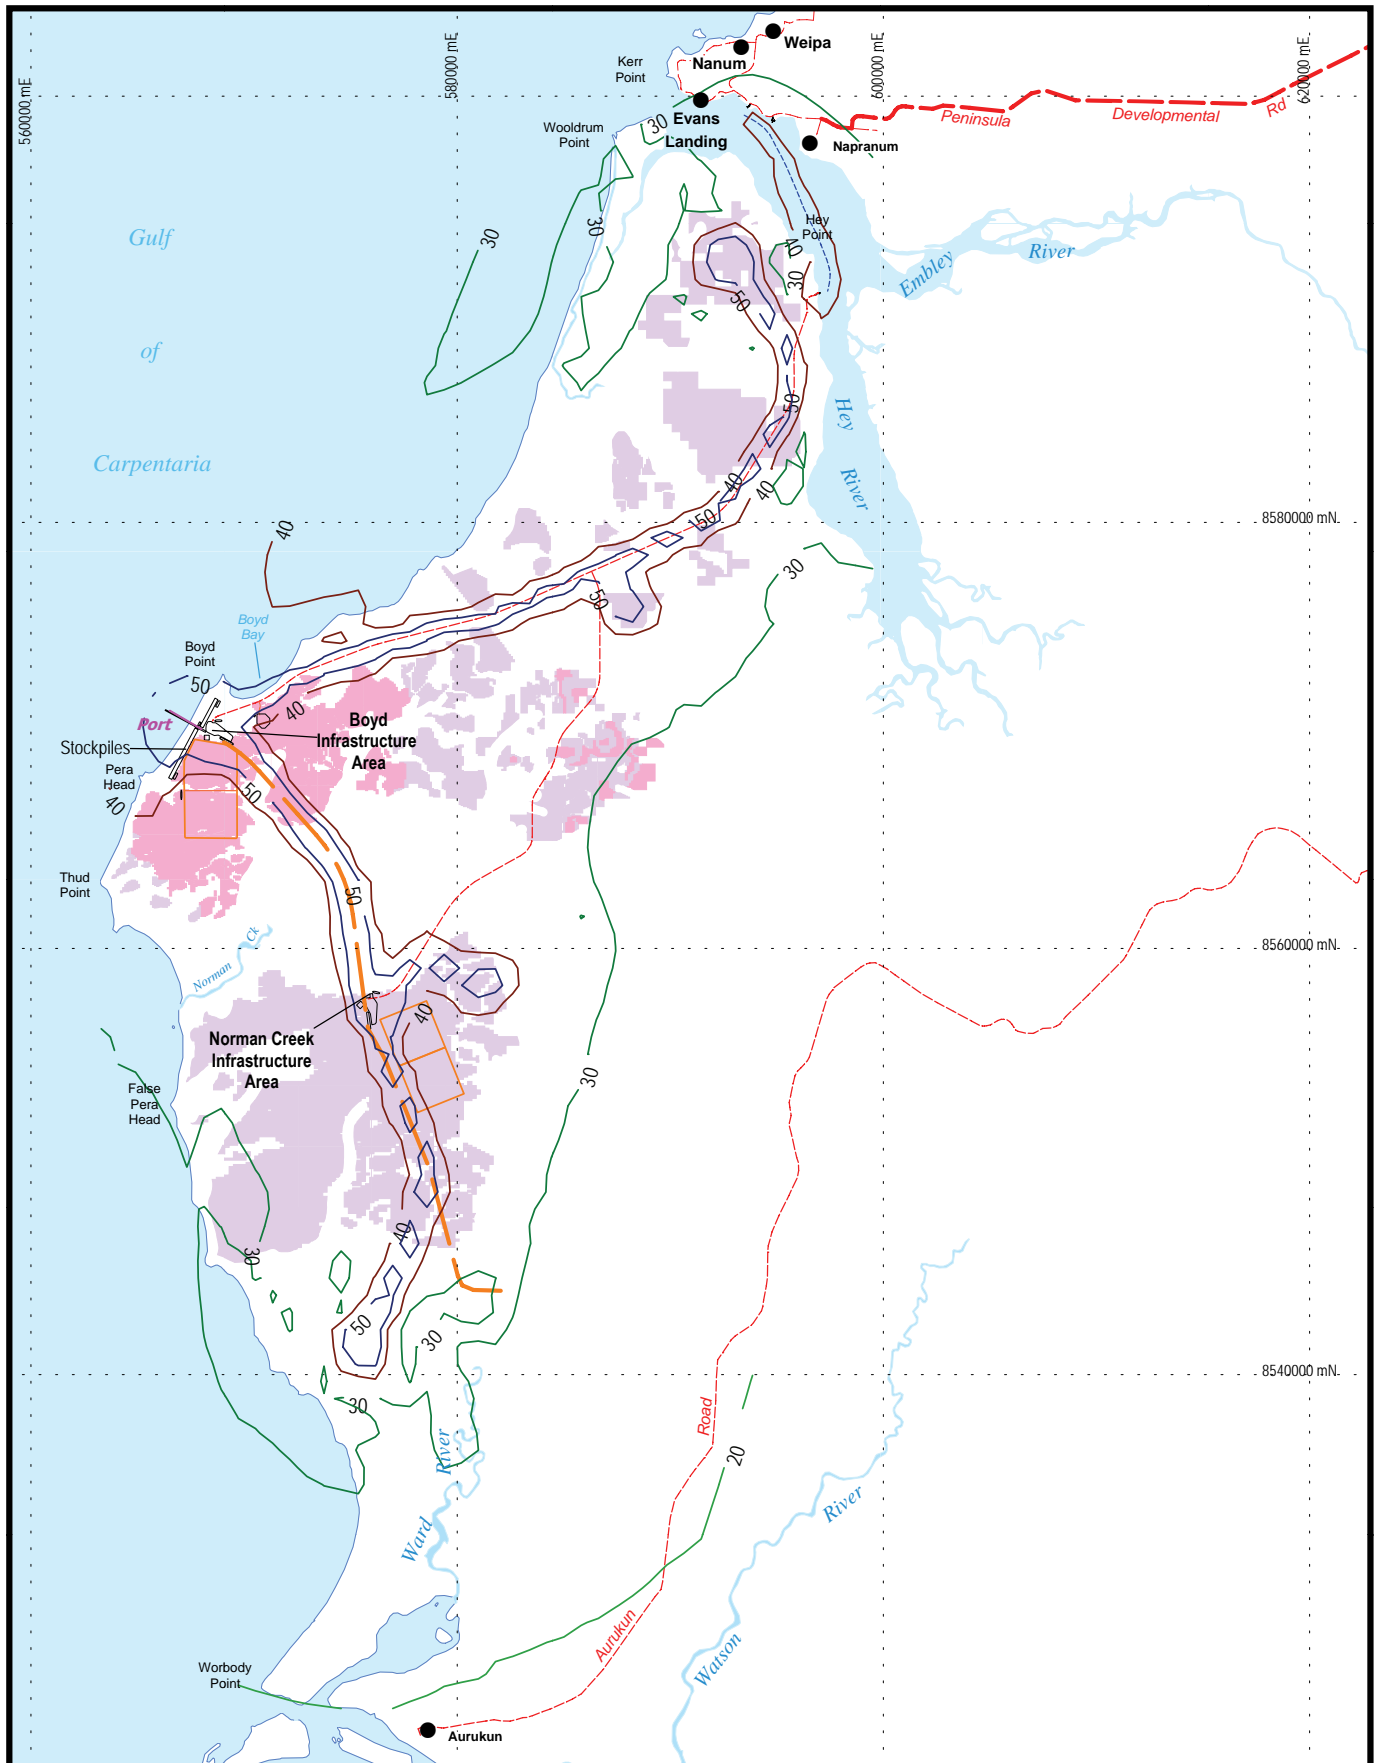 560000 mE
580000 mE
600000 mE
620000 mE
Weipa
Nanum
Kerr
Point
Evans
Landing
Wooldrum
Point
30
Peninsula
Developmental
Rd
Napranum
Gulf
of
Carpentaria
30
30
Hey
Point
40
30
50
Embley
River
50
Hey
River
40
40
50
8580000 mN
40
30
50
Boyd
Bay
Boyd
Point
50
Port
40
Boyd
Infrastructure
Area
Stockpiles
Pera
Head
40
50
Thud
Point
50
Norman
Ck
8560000 mN
40
Norman Creek
Infrastructure
Area
30
False
Pera
Head
40
30
50
30
8540000 mN
30
Road
20
River
Ward
River
Watson
Aurukun
Worbody
Point
Aurukun